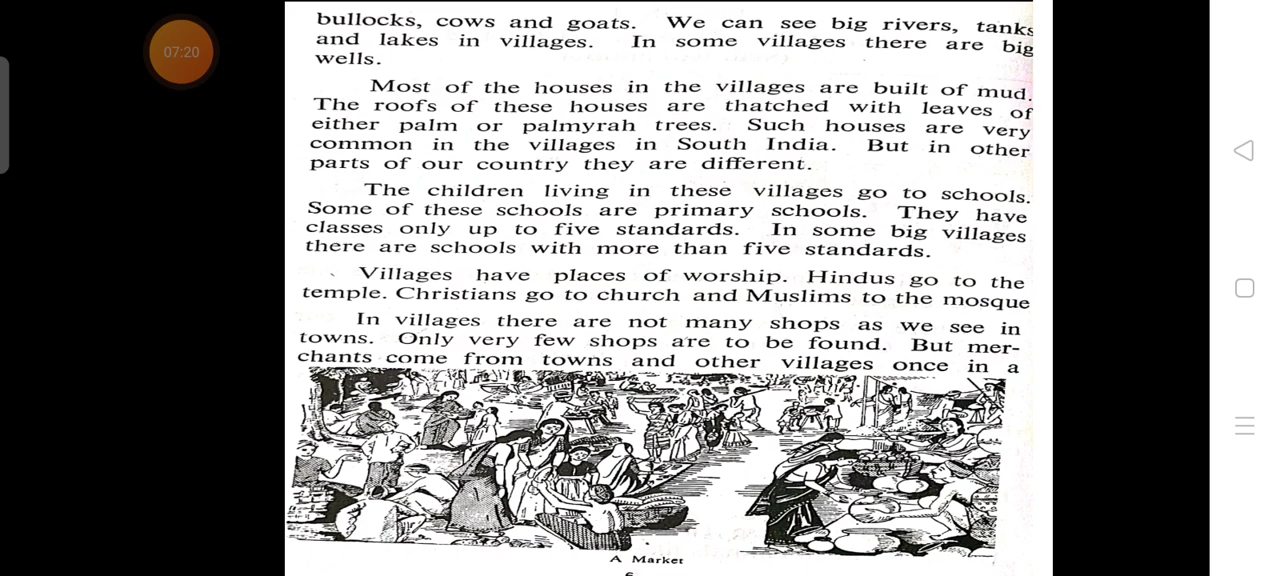 07:20
bullocks, cows and goats. We can see big rivers, tanks
and lakes in villages. In some villages there are big
wells.
Most of the houses in the villages are built of mud.
The roofs of these houses are thatched with leaves of
either palm or palmyrah trees. Such houses are very
common in the villages in South India. But in other
parts of our country they are different.
The children living in these villages go to schools.
Some of these schools are primary schools. They have
classes only up to five standards. In some big villages
there are schools with more than five standards.
Villages have places of worship. Hindus go to the
temple. Christians go to church and Muslims to the mosque
In villages there are not many shops as we see in
towns. Only very few shops are to be found. But mer-
chants come from towns and other villages once in a
A Market